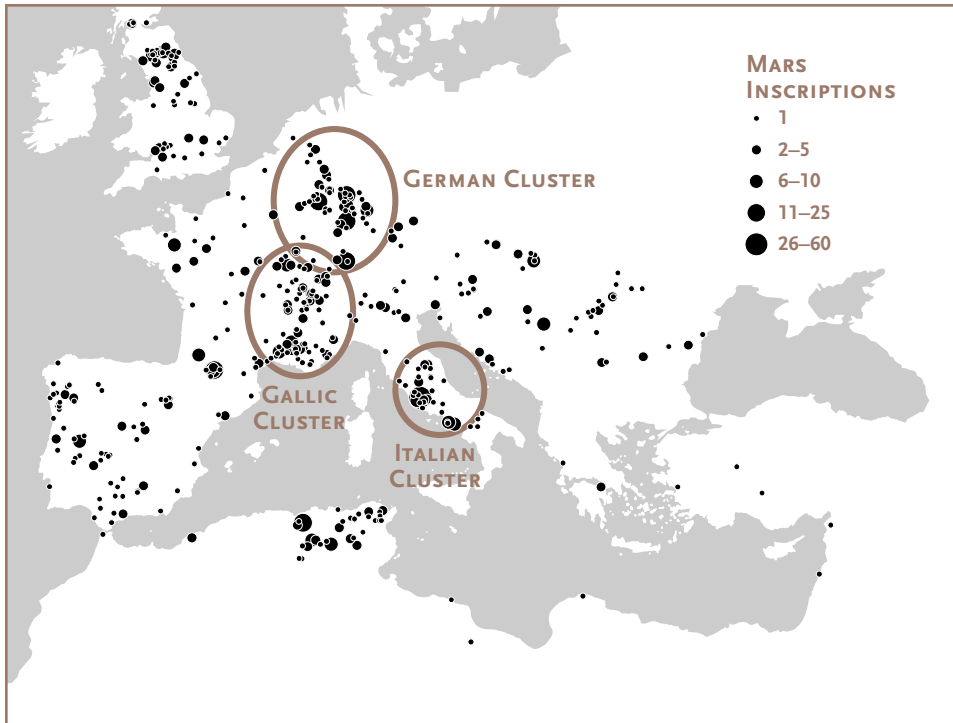 MARS
INSCRIPTIONS
1
2–5
6–10
11–25
26–60
GERMAN CLUSTER
GALLIC
CLUSTER
ITALIAN
CLUSTER